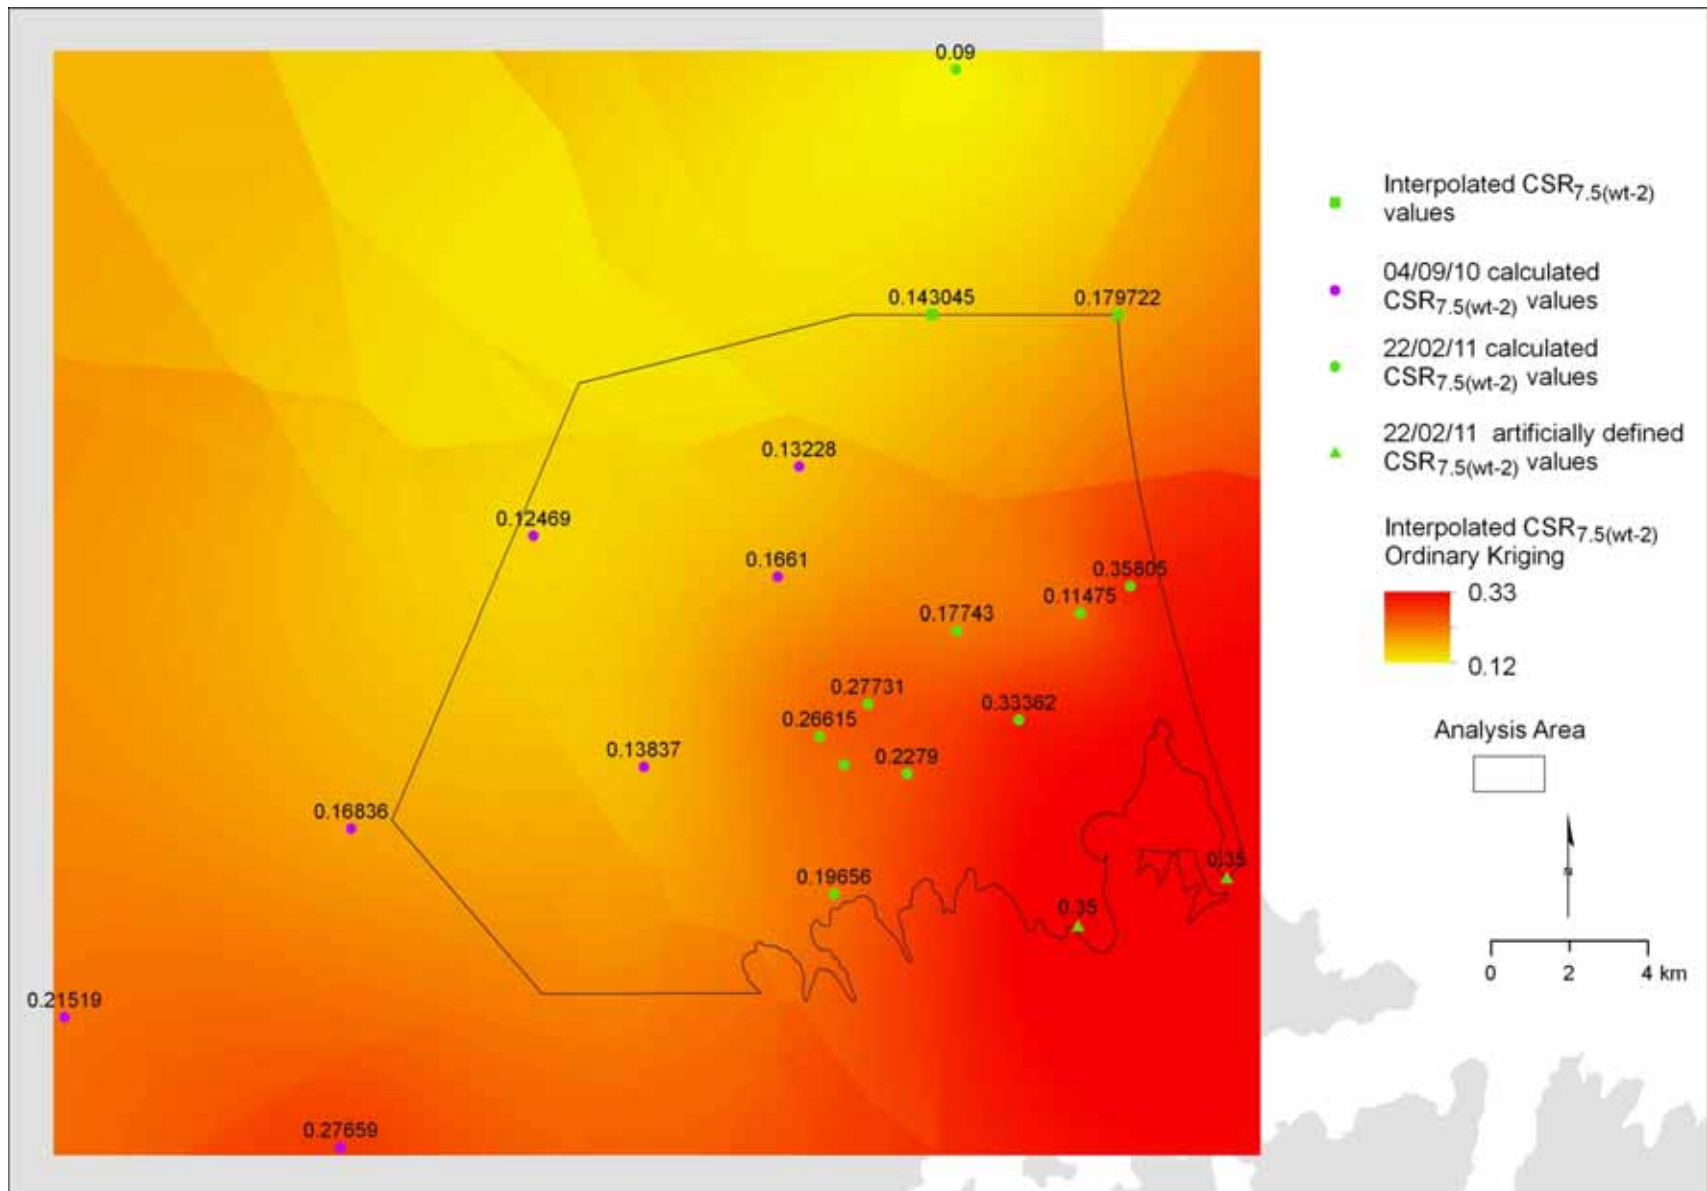 0.09
0.143045
0.179722
0.13228
0.12469
0.1661
0.35805
0.11475
0.17743
0.27731
0.26615
0.33362
0.13837
0.2279
0.16836
0.19656
0.35
0.35
0.21519
0.27659
Interpolated CSR7.5(wt-2)
values
04/09/10 calculated
CSR7.5(wt-2) values
22/02/11 calculated
CSR7.5(wt-2) values
22/02/11 artificially defined
CSR7.5(wt-2) values
Interpolated CSR7.5(wt-2)
Ordinary Kriging
0.33
0.12
Analysis Area
0 2 4 km